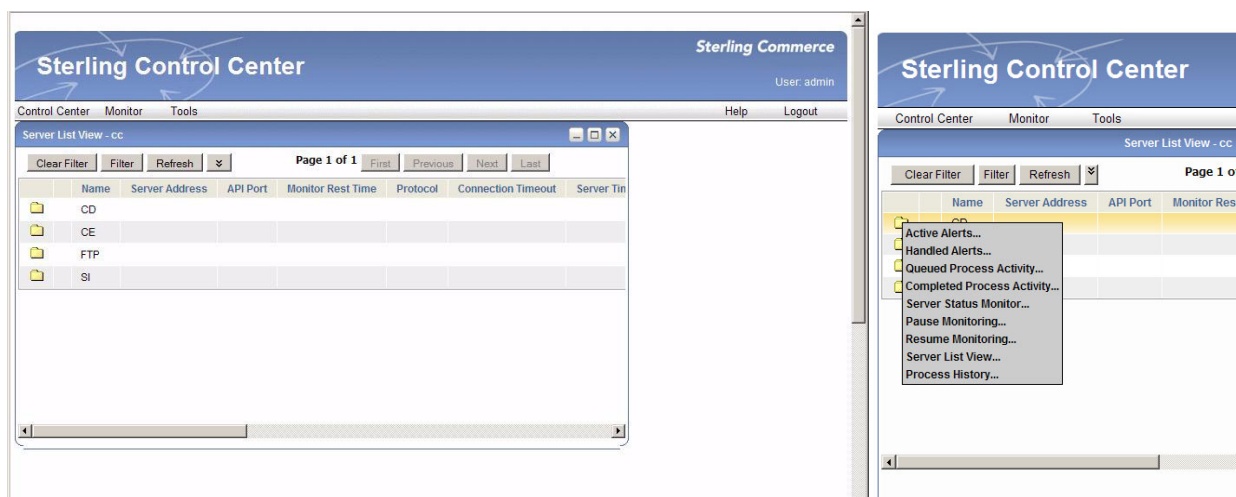 Sterling Commerce
Sterling Control Center
User: admin
Control Center Monitor Tools Help Logout
Server List View - cc
Clear Filter Filter Refresh Page 1 of 1 First Previous Next Last
Name Server Address API Port Monitor Rest Time Protocol Connection Timeout Server Tim
CD
CE
FTP
SI
Sterling Control Center
Control Center Monitor Tools
Server List View - cc
Clear Filter Filter Refresh Page 1 o
Name Server Address API Port Monitor Res
Active Alerts...
Handled Alerts...
Queued Process Activity...
Completed Process Activity...
Server Status Monitor...
Pause Monitoring...
Resume Monitoring...
Server List View...
Process History...